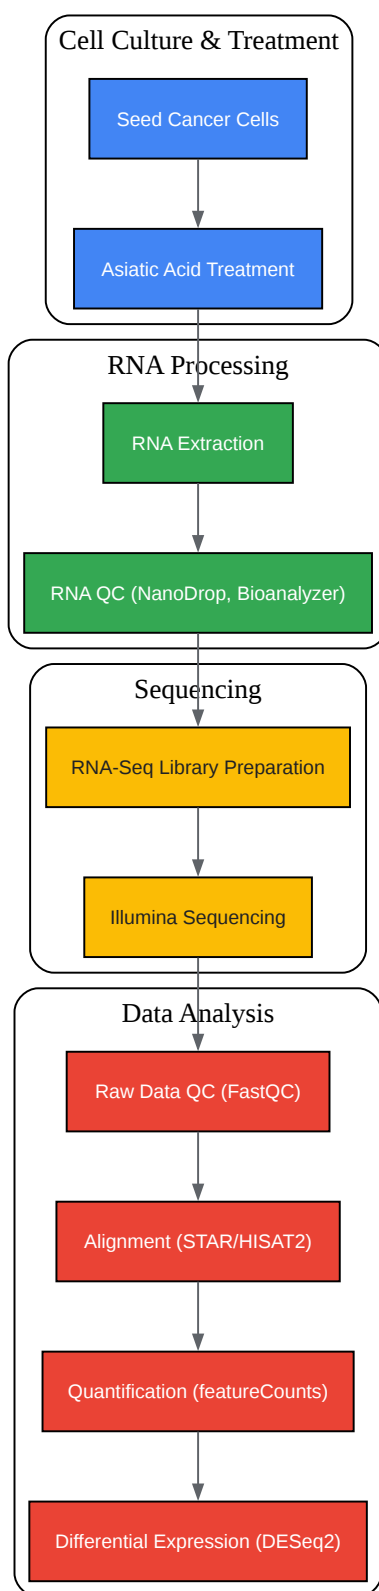 Cell Culture & Treatment
Seed Cancer Cells
Asiatic Acid Treatment
RNA Processing
RNA Extraction
RNA QC (NanoDrop, Bioanalyzer)
Sequencing
RNA-Seq Library Preparation
Illumina Sequencing
Data Analysis
Raw Data QC (FastQC)
Alignment (STAR/HISAT2)
Quantification (featureCounts)
Differential Expression (DESeq2)